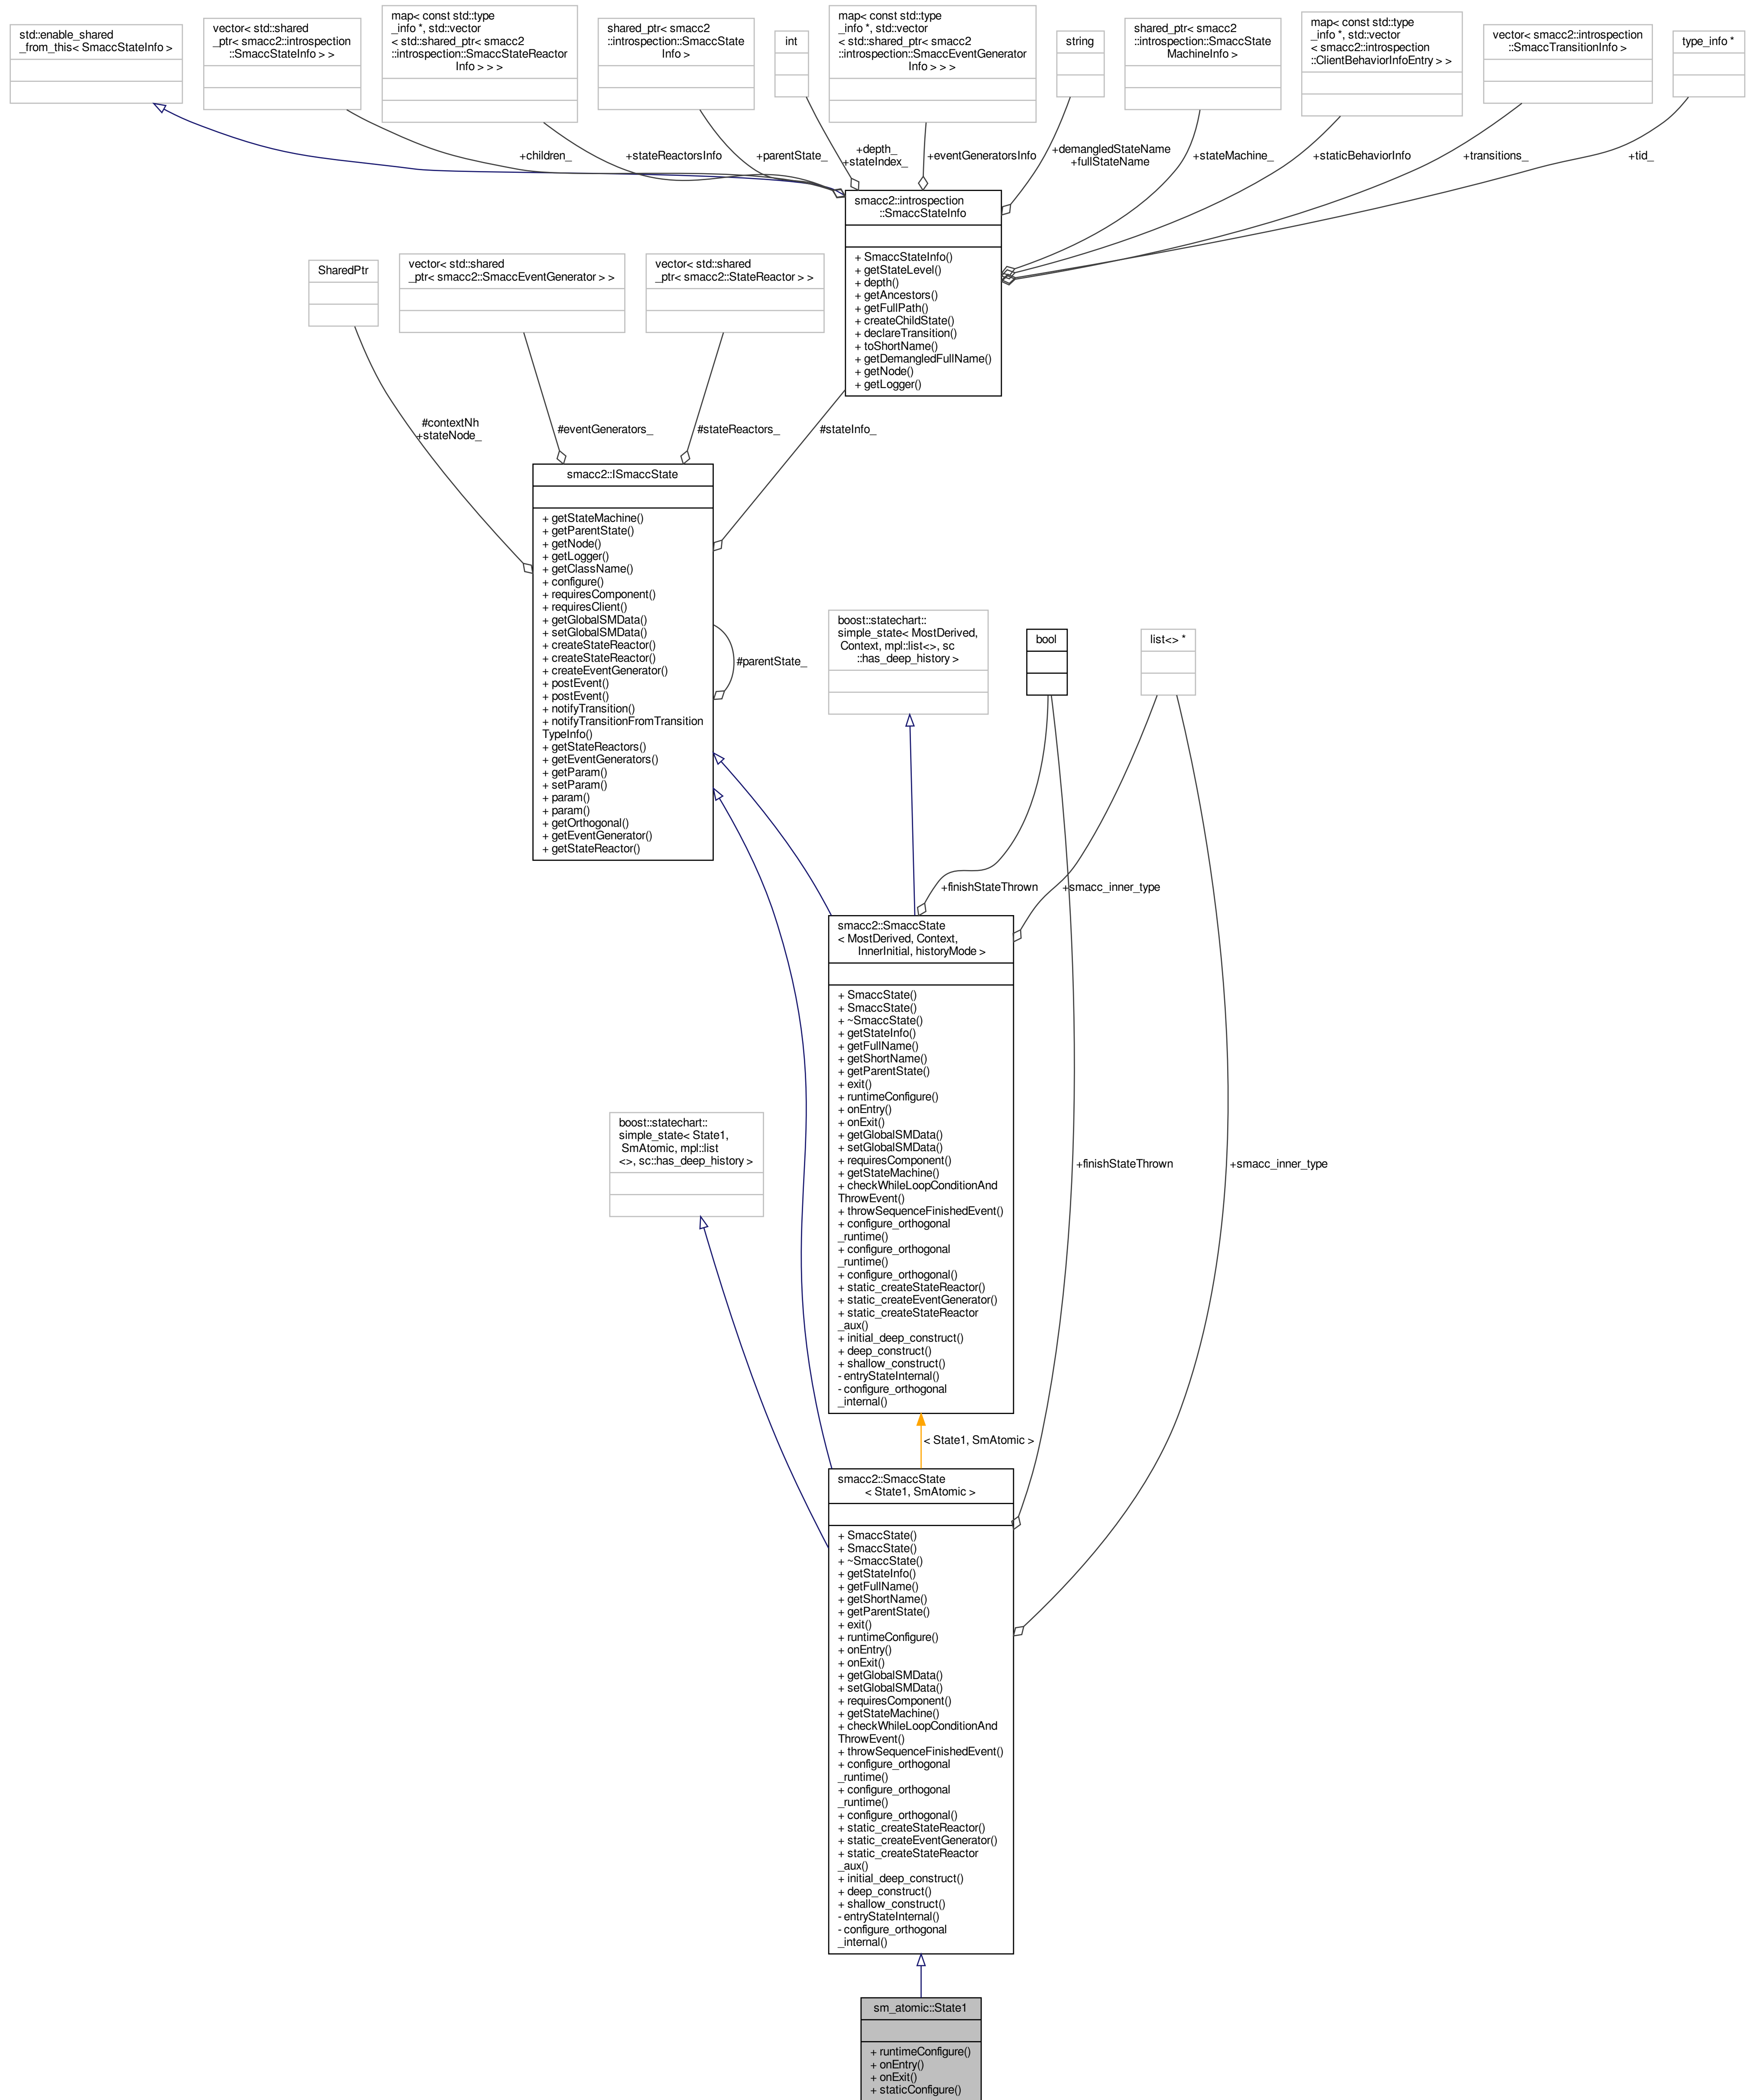 std::enable_shared
_from_this< SmaccStateInfo >
vector< std::shared
_ptr< smacc2::introspection
::SmaccStateInfo > >
map< const std::type
_info *, std::vector
< std::shared_ptr< smacc2
::introspection::SmaccStateReactor
Info > > >
shared_ptr< smacc2
::introspection::SmaccState
Info >
int
map< const std::type
_info *, std::vector
< std::shared_ptr< smacc2
::introspection::SmaccEventGenerator
Info > > >
string
shared_ptr< smacc2
::introspection::SmaccState
MachineInfo >
map< const std::type
_info *, std::vector
< smacc2::introspection
::ClientBehaviorInfoEntry > >
vector< smacc2::introspection
::SmaccTransitionInfo >
type_info *
+children_
+stateReactorsInfo
+parentState_
+depth_
+stateIndex_
+eventGeneratorsInfo
+demangledStateName
+fullStateName
+stateMachine_
+staticBehaviorInfo
+transitions_
+tid_
smacc2::introspection
::SmaccStateInfo
+ SmaccStateInfo()
+ getStateLevel()
+ depth()
+ getAncestors()
+ getFullPath()
+ createChildState()
+ declareTransition()
+ toShortName()
+ getDemangledFullName()
+ getNode()
+ getLogger()
SharedPtr
vector< std::shared
_ptr< smacc2::SmaccEventGenerator > >
vector< std::shared
_ptr< smacc2::StateReactor > >
#contextNh
+stateNode_
#eventGenerators_
#stateReactors_
#stateInfo_
smacc2::ISmaccState
+ getStateMachine()
+ getParentState()
+ getNode()
+ getLogger()
+ getClassName()
+ configure()
+ requiresComponent()
+ requiresClient()
+ getGlobalSMData()
+ setGlobalSMData()
+ createStateReactor()
+ createStateReactor()
+ createEventGenerator()
+ postEvent()
+ postEvent()
+ notifyTransition()
+ notifyTransitionFromTransition
TypeInfo()
+ getStateReactors()
+ getEventGenerators()
+ getParam()
+ setParam()
+ param()
+ param()
+ getOrthogonal()
+ getEventGenerator()
+ getStateReactor()
#parentState_
boost::statechart::
simple_state< MostDerived,
Context, mpl::list<>, sc
::has_deep_history >
bool
list<> *
+finishStateThrown
+smacc_inner_type
smacc2::SmaccState
< MostDerived, Context,
InnerInitial, historyMode >
+ SmaccState()
+ SmaccState()
+ ~SmaccState()
+ getStateInfo()
+ getFullName()
+ getShortName()
+ getParentState()
+ exit()
+ runtimeConfigure()
+ onEntry()
+ onExit()
+ getGlobalSMData()
+ setGlobalSMData()
+ requiresComponent()
+ getStateMachine()
+ checkWhileLoopConditionAnd
ThrowEvent()
+ throwSequenceFinishedEvent()
+ configure_orthogonal
_runtime()
+ configure_orthogonal
_runtime()
+ configure_orthogonal()
+ static_createStateReactor()
+ static_createEventGenerator()
+ static_createStateReactor
_aux()
+ initial_deep_construct()
+ deep_construct()
+ shallow_construct()
- entryStateInternal()
- configure_orthogonal
_internal()
boost::statechart::
simple_state< State1,
SmAtomic, mpl::list
<>, sc::has_deep_history >
+finishStateThrown
+smacc_inner_type
< State1, SmAtomic >
smacc2::SmaccState
< State1, SmAtomic >
+ SmaccState()
+ SmaccState()
+ ~SmaccState()
+ getStateInfo()
+ getFullName()
+ getShortName()
+ getParentState()
+ exit()
+ runtimeConfigure()
+ onEntry()
+ onExit()
+ getGlobalSMData()
+ setGlobalSMData()
+ requiresComponent()
+ getStateMachine()
+ checkWhileLoopConditionAnd
ThrowEvent()
+ throwSequenceFinishedEvent()
+ configure_orthogonal
_runtime()
+ configure_orthogonal
_runtime()
+ configure_orthogonal()
+ static_createStateReactor()
+ static_createEventGenerator()
+ static_createStateReactor
_aux()
+ initial_deep_construct()
+ deep_construct()
+ shallow_construct()
- entryStateInternal()
- configure_orthogonal
_internal()
sm_atomic::State1
+ runtimeConfigure()
+ onEntry()
+ onExit()
+ staticConfigure()